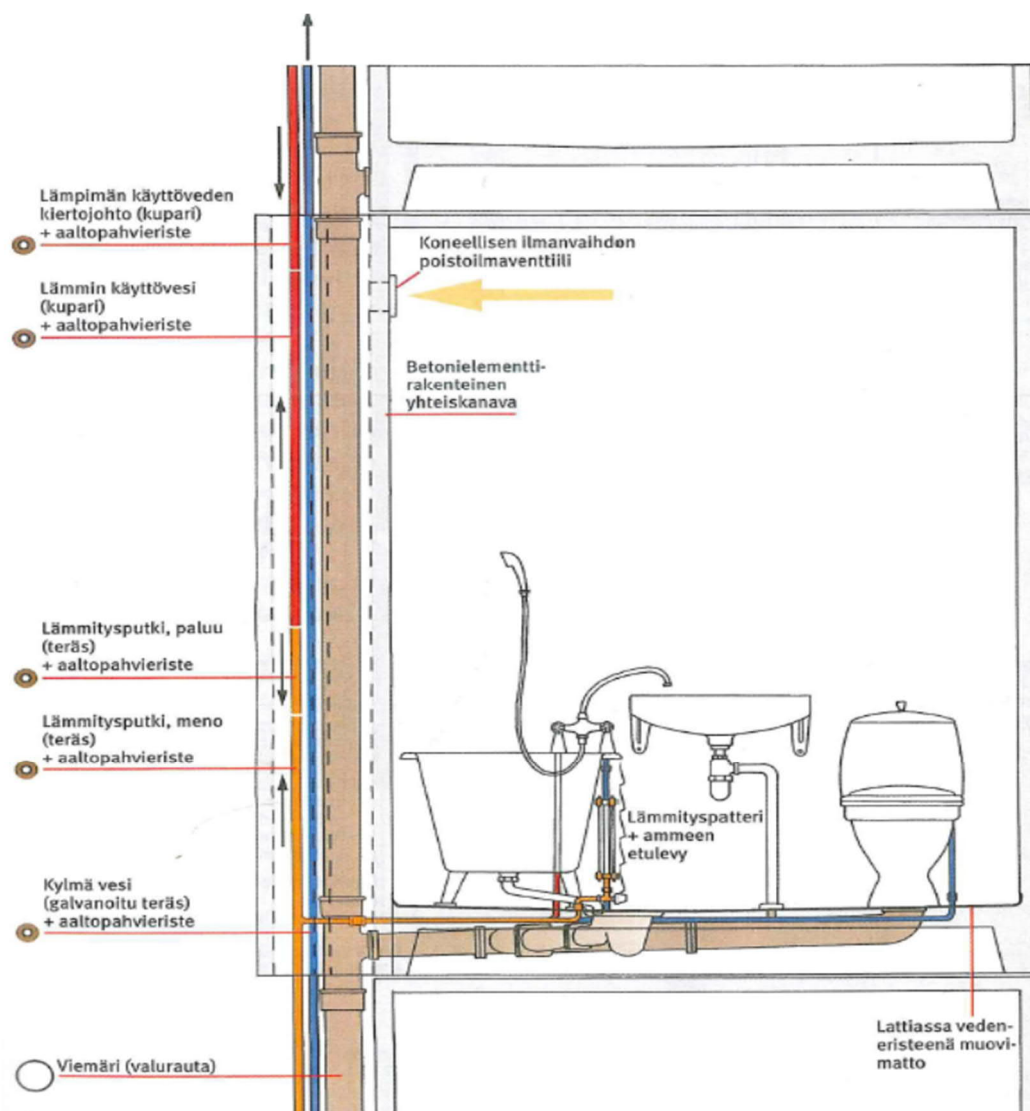 Lämpimän käyttöveden
kiertojohto (kupari)
+ aaltopahvieriste
Lämmin käyttövesi
(kupari)
+ aaltopahvieriste
Koneellisen ilmanvaihdon
poistoilmaventtiili
Betonielementti-
rakenteinen
yhteiskanava
Lämmitysputki, paluu
(teräs)
+ aaltopahvieriste
Lämmitysputki, meno
(teräs)
+ aaltopahvieriste
Lämmityspatteri
+ ammeen
etulevy
Kylmä vesi
(galvanoitu teräs)
+ aaltopahvieriste
Lattiassa veden-
eristeenä muovi-
matto
Viemäri (valurauta)